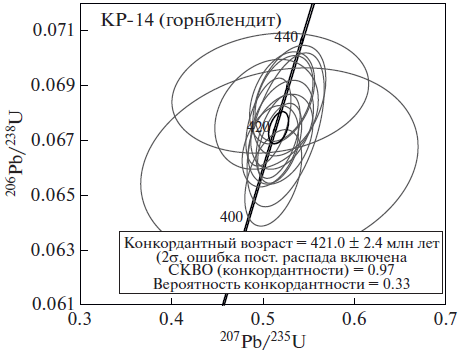 0.071
КР-14 (горнблендит)
440
0.069
0.067
420
0.065
400
0.063
0.061
206Pb/238U
Конкордантный возраст = 421.0 ± 2.4 млн лет
(2σ, ошибка пост. распада включена
СКВО (конкордантности) = 0.97
Вероятность конкордантности = 0.33
0.3 0.4 0.5 0.6 0.7
207Pb/235U